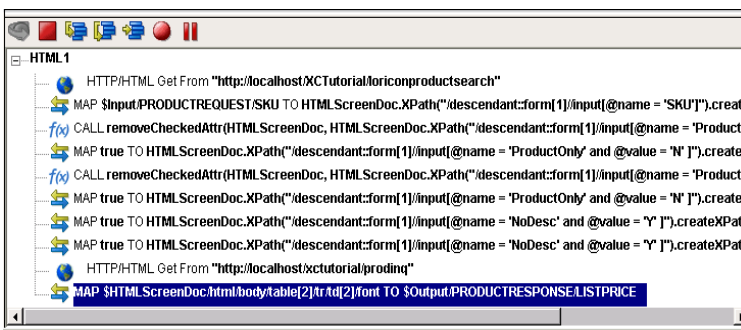 HTML1
HTTP/HTML Get From "http://localhost/XCTutorial/loriconproductsearch"
MAP $Input/PRODUCTREQUEST/SKU TO HTMLScreenDoc.XPath("/descendant::form[1]//input[@name = 'SKU']").creat
f(x) CALL removeCheckedAttr(HTMLScreenDoc, HTMLScreenDoc.XPath("/descendant::form[1]//input[@name = 'Product
MAP true TO HTMLScreenDoc.XPath("/descendant::form[1]//input[@name = 'ProductOnly' and @value = 'N' ]").create
f(x) CALL removeCheckedAttr(HTMLScreenDoc, HTMLScreenDoc.XPath("/descendant::form[1]//input[@name = 'Product
MAP true TO HTMLScreenDoc.XPath("/descendant::form[1]//input[@name = 'ProductOnly' and @value = 'N' ]").create
MAP true TO HTMLScreenDoc.XPath("/descendant::form[1]//input[@name = 'NoDesc' and @value = 'Y' ]").createXPat
MAP true TO HTMLScreenDoc.XPath("/descendant::form[1]//input[@name = 'NoDesc' and @value = 'Y' ]").createXPat
HTTP/HTML Get From "http://localhost/xctutorial/prodinq"
MAP $HTMLScreenDoc/html/body/table[2]/tr/td[2]/font TO $Output/PRODUCTRESPONSE/LISTPRICE